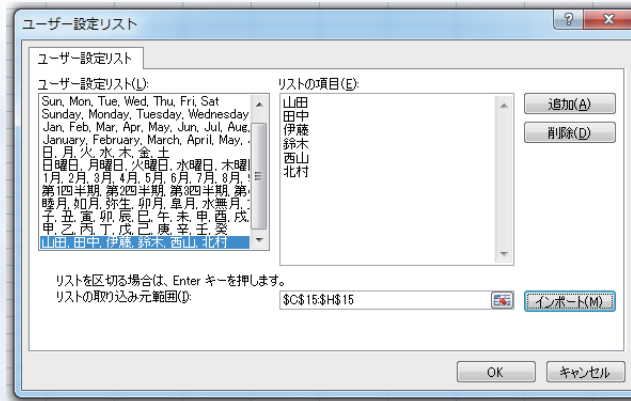 ユーザー設定リスト
ユーザー設定リスト
ユーザー設定リスト(L):
リストの項目(E):
Sun, Mon, Tue, Wed, Thu, Fri, Sat
Sunday, Monday, Tuesday, Wednesday
Jan, Feb, Mar, Apr, May, Jun, Jul, Aug,
January, February, March, April, May,
日, 月, 火, 水, 木, 金, 土
日曜日, 月曜日, 火曜日, 水曜日, 木曜
1月, 2月, 3月, 4月, 5月, 6月, 7月, 8月,
第1四半期, 第2四半期, 第3四半期, 第
睦月, 如月, 弥生, 卯月, 皐月, 水無月,
子, 丑, 寅, 卯, 辰, 巳, 午, 未, 申, 酉, 戌,
甲, 乙, 丙, 丁, 戊, 己, 庚, 辛, 壬, 癸
山田, 田中, 伊藤, 鈴木, 西山, 北村
山田
田中
伊藤
鈴木
西山
北村
追加(A)
削除(D)
リストを区切る場合は、Enter キーを押します。
リストの取り込み元範囲(I):
$C$15:$H$15
インポート(M)
OK
キャンセル